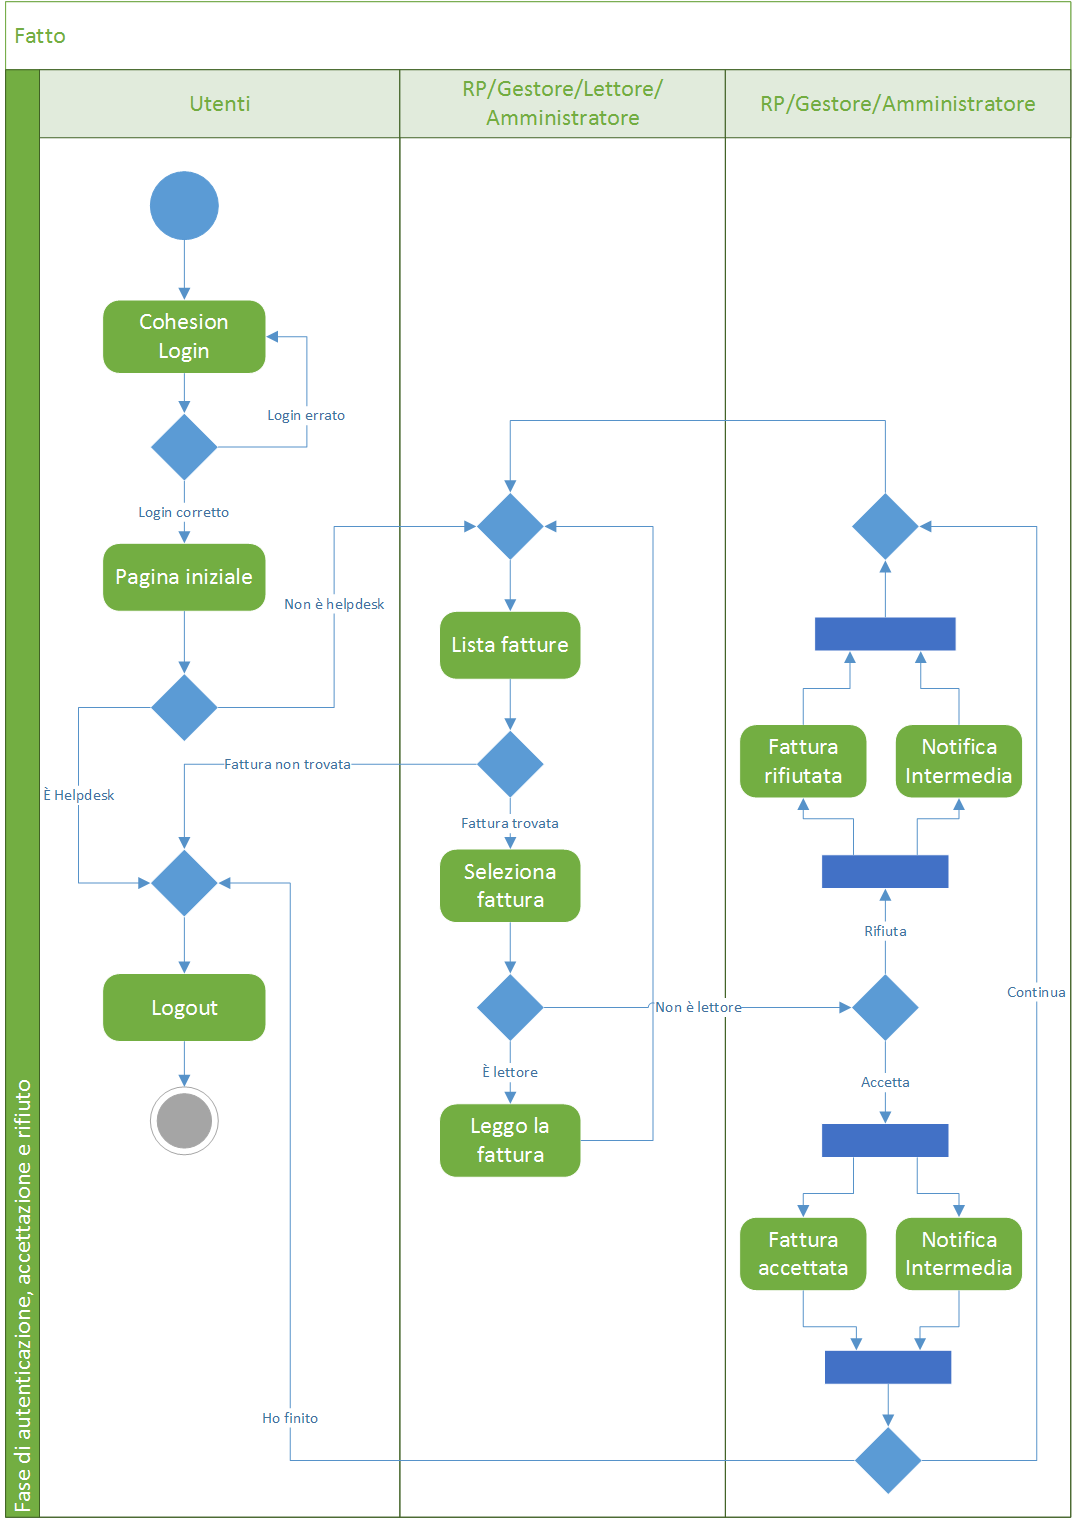 Fatto
Fase di autenticazione, accettazione e rifiuto
Utenti
RP/Gestore/Lettore/
Amministratore
RP/Gestore/Amministratore
Cohesion
Login
Login errato
Login corretto
Pagina iniziale
Non è helpdesk
È Helpdesk
Logout
Ho finito
Lista fatture
Fattura non trovata
Fattura trovata
Seleziona
fattura
Non è lettore
È lettore
Leggo la
fattura
Fattura
rifiutata
Notifica
Intermedia
Rifiuta
Continua
Accetta
Fattura
accettata
Notifica
Intermedia